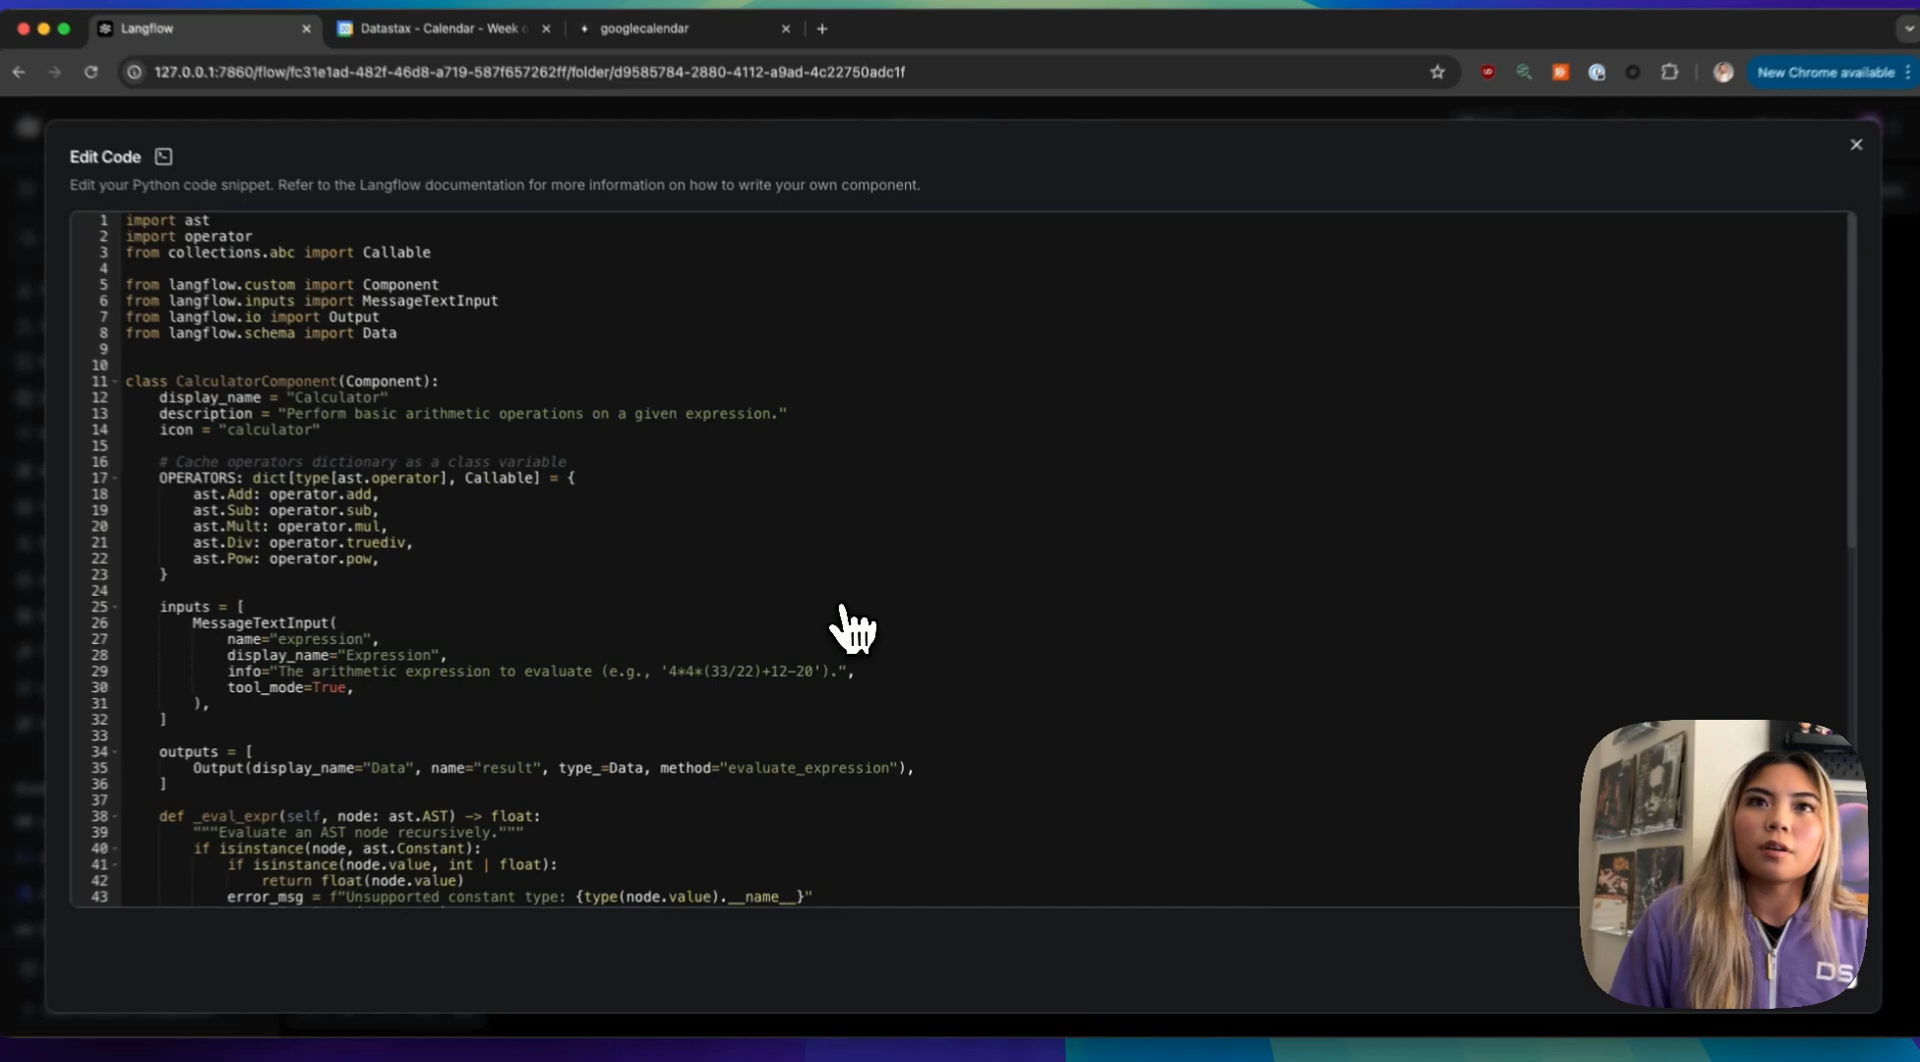 Langflow
Datastax - Calendar - Week o
googlecalendar
127.0.0.1:7860/flow/fc31e1ad-482f-46d8-a719-587f657262ff/folder/d9585784-2880-4112-a9ad-4c22750adc1f
New Chrome available
Edit Code
Edit your Python code snippet. Refer to the Langflow documentation for more information on how to write your own component.
1 import ast
2 import operator
3 from collections.abc import Callable
4
5 from langflow.custom import Component
6 from langflow.inputs import MessageTextInput
7 from langflow.io import Output
8 from langflow.schema import Data
9
10
11 class CalculatorComponent(Component):
12 display_name = "Calculator"
13 description = "Perform basic arithmetic operations on a given expression."
14 icon = "calculator"
15
16 # Cache operators dictionary as a class variable
17 OPERATORS: dict[type[ast.operator], Callable] = {
18 ast.Add: operator.add,
19 ast.Sub: operator.sub,
20 ast.Mult: operator.mul,
21 ast.Div: operator.truediv,
22 ast.Pow: operator.pow,
23 }
24
25 inputs = [
26 MessageTextInput(
27 name="expression",
28 display_name="Expression",
29 info="The arithmetic expression to evaluate (e.g., '4*4*(33/22)+12-20').",
30 tool_mode=True,
31 ),
32 ]
33
34 outputs = [
35 Output(display_name="Data", name="result", type_=Data, method="evaluate_expression"),
36 ]
37
38 def _eval_expr(self, node: ast.AST) -> float:
39 """Evaluate an AST node recursively."""
40 if isinstance(node, ast.Constant):
41 if isinstance(node.value, int | float):
42 return float(node.value)
43 error_msg = f"Unsupported constant type: {type(node.value).__name__}"
DS